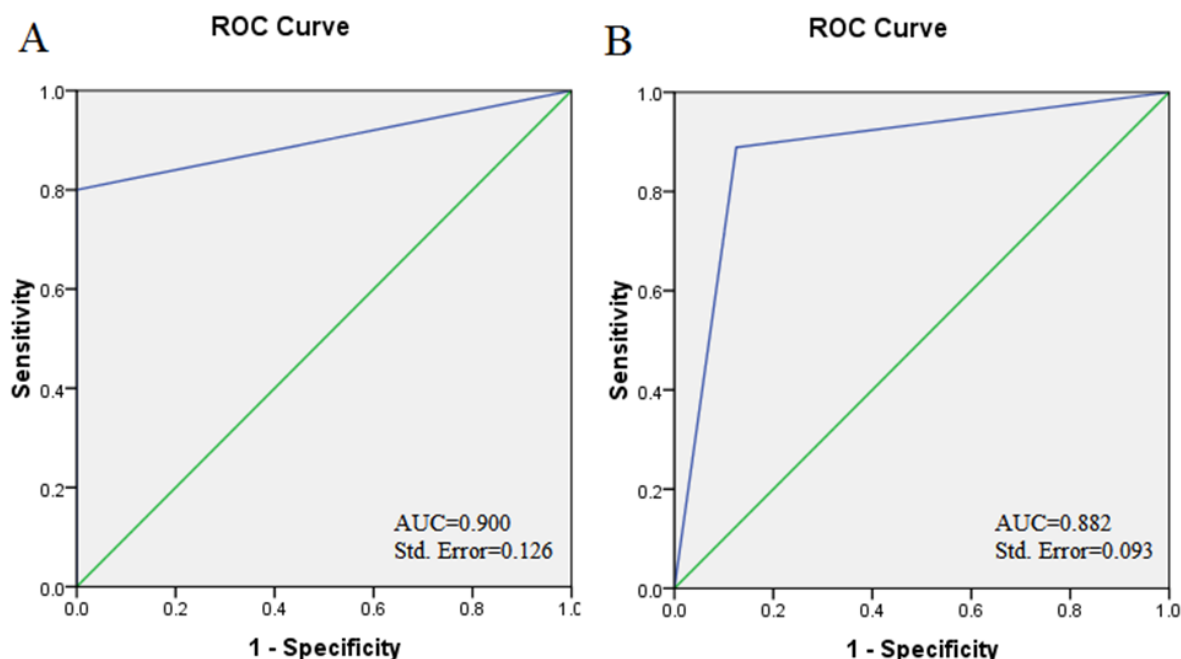 A
ROC Curve
1.0
0.8
0.6
0.4
0.2
0.0
Sensitivity
AUC=0.900
Std. Error=0.126
0.0 0.2 0.4 0.6 0.8 1.0
1 - Specificity
B
ROC Curve
1.0
0.8
0.6
0.4
0.2
0.0
Sensitivity
AUC=0.882
Std. Error=0.093
0.0 0.2 0.4 0.6 0.8 1.0
1 - Specificity